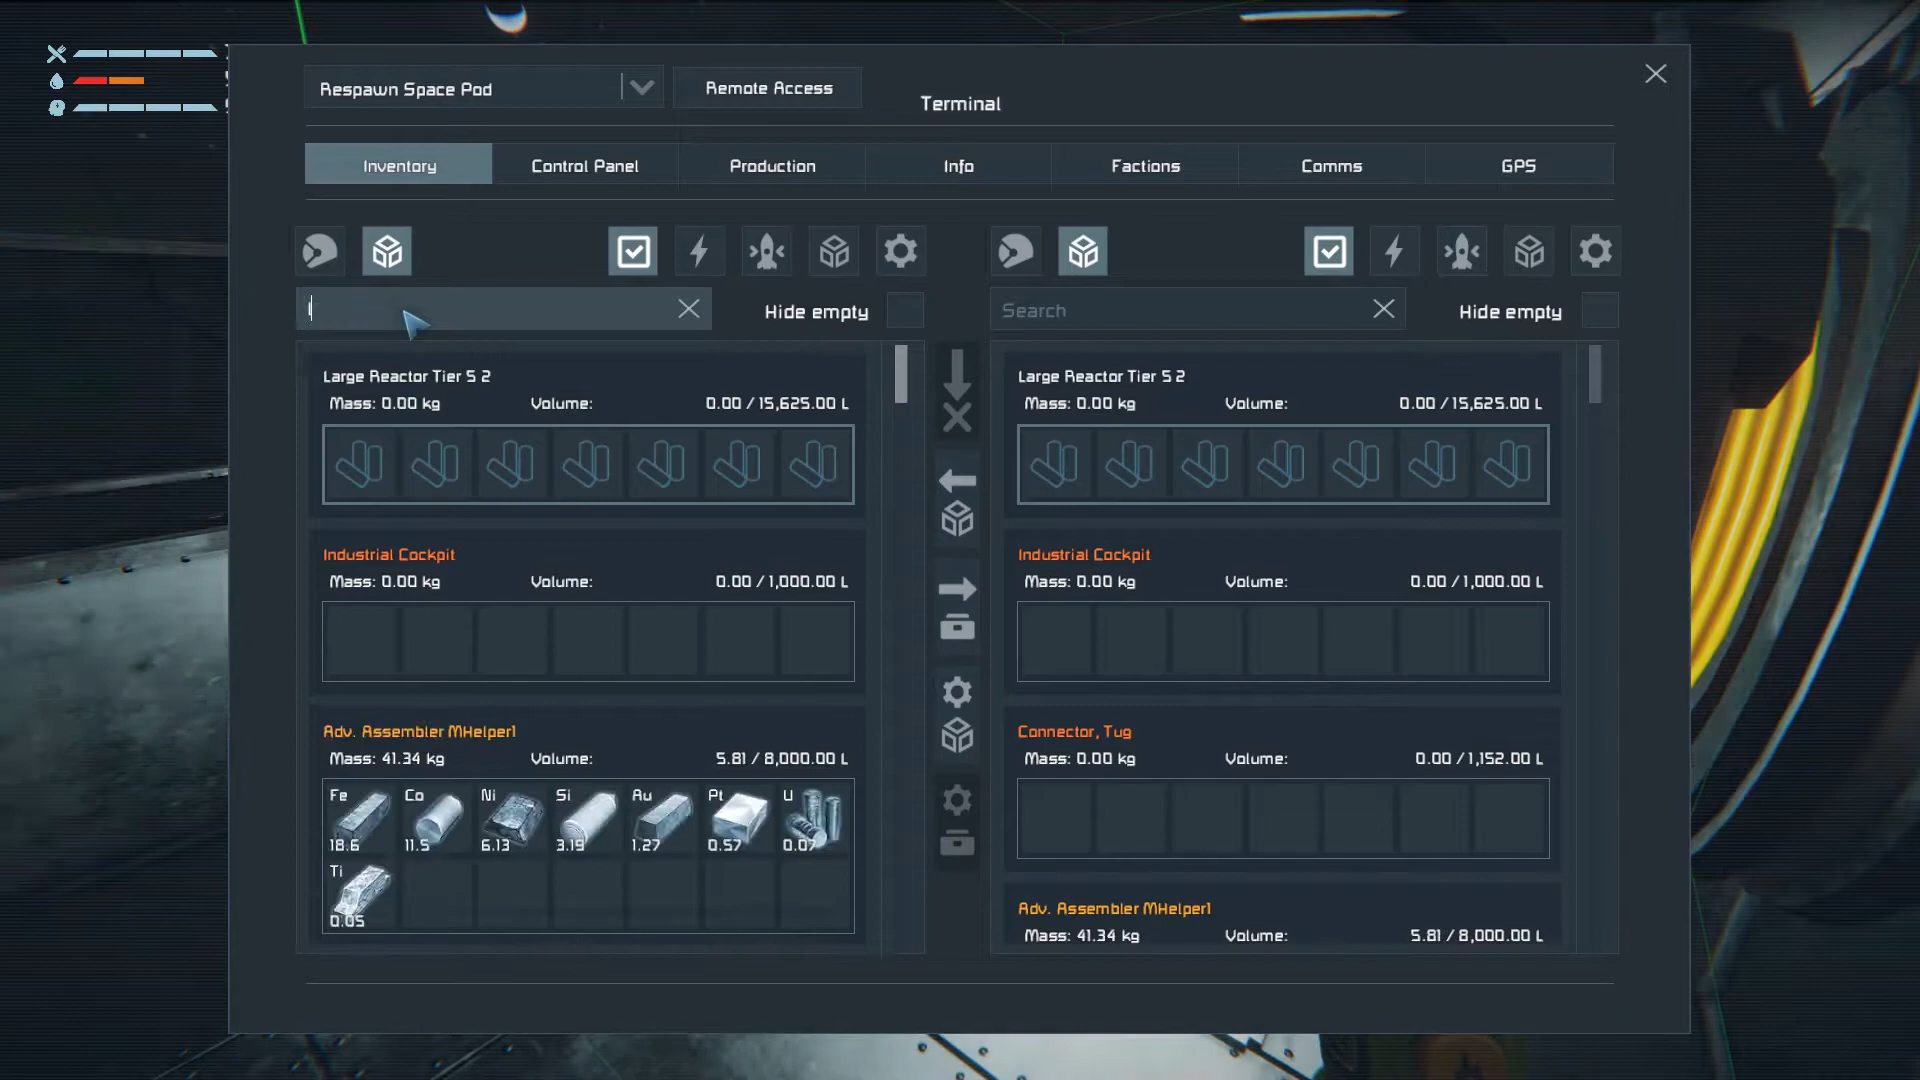 Respawn Space Pod
Remote Access
Terminal
Inventory
Control Panel
Production
Info
Factions
Comms
GPS
Hide empty
Search
Hide empty
Large Reactor Tier 5 2
Mass: 0.00 kg Volume: 0.00 / 15,625.00 L
Industrial Cockpit
Mass: 0.00 kg Volume: 0.00 / 1,000.00 L
Adv. Assembler MHelper1
Mass: 41.34 kg Volume: 5.81 / 8,000.00 L
Fe Co Ni Si Au Pt U
18.6 11.5 6.13 3.19 1.27 0.57 0.07
Ti
0.05
Large Reactor Tier 5 2
Mass: 0.00 kg Volume: 0.00 / 15,625.00 L
Industrial Cockpit
Mass: 0.00 kg Volume: 0.00 / 1,000.00 L
Connector, Tug
Mass: 0.00 kg Volume: 0.00 / 1,152.00 L
Adv. Assembler MHelper1
Mass: 41.34 kg Volume: 5.81 / 8,000.00 L